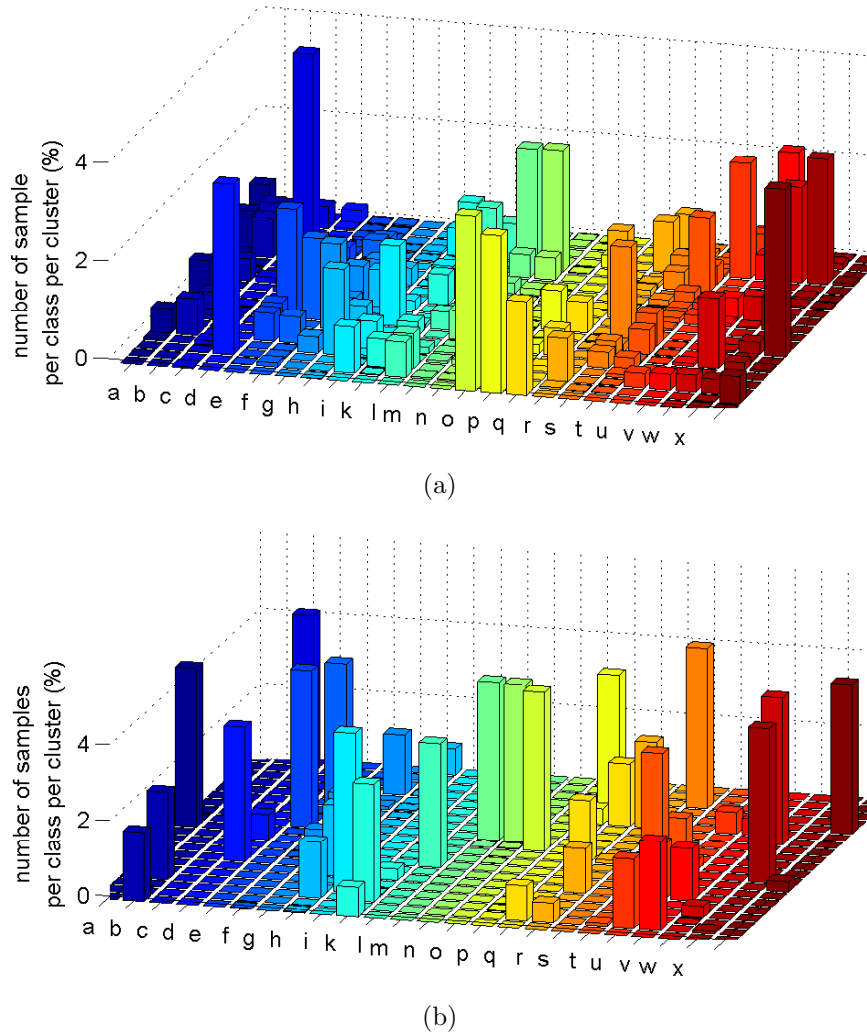 number of sample
per class per cluster (%)
4
2
0
a b c d e f g h i k l m n o p q r s t u v w x
(a)
number of samples
per class per cluster (%)
4
2
0
a b c d e f g h i k l m n o p q r s t u v w x
(b)